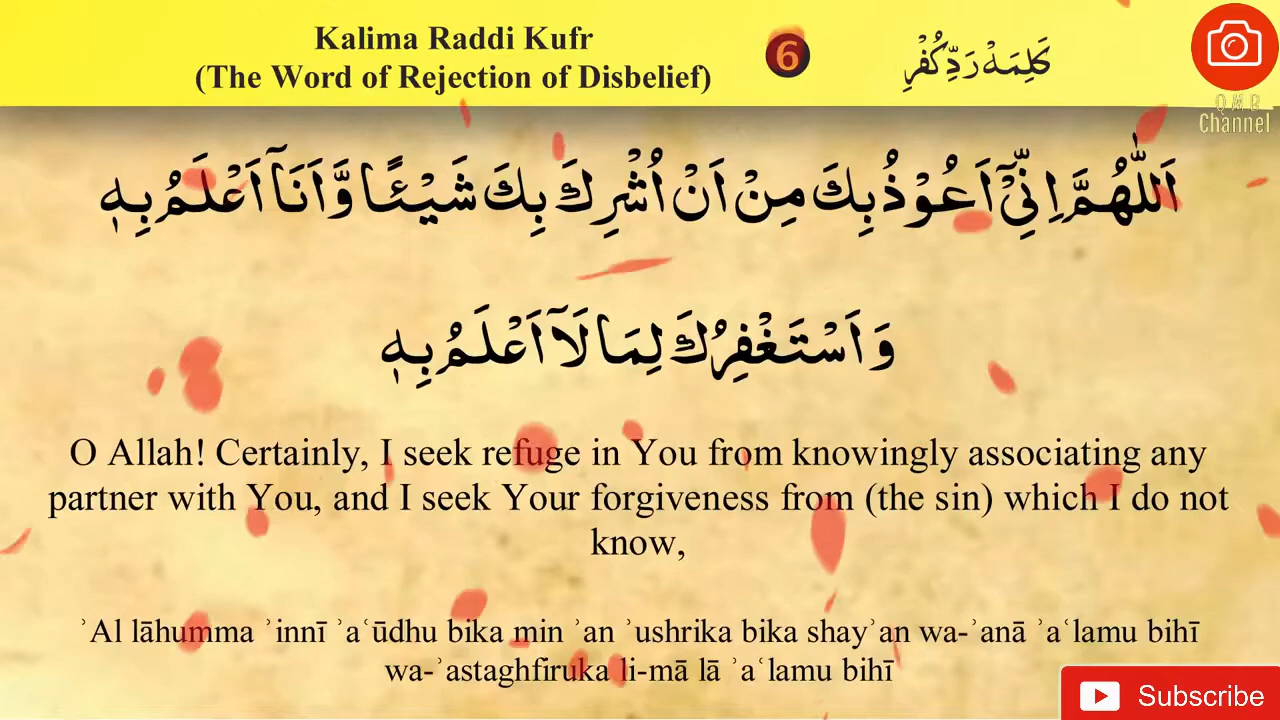 Kalima Raddi Kufr
(The Word of Rejection of Disbelief)
6
كَلِمَهْ رَدِّ كُفْرِ
Q M B
Channel
اَللّٰهُمَّ اِنِّیْۤ اَعُوْذُ بِكَ مِنْ اَنْ اُشْرِكَ بِكَ شَیْـًٔا وَّاَنَاۤ اَعْلَمُ بِهٖ
وَ اَسْتَغْفِرُكَ لِمَا لَاۤ اَعْلَمُ بِهٖ
O Allah! Certainly, I seek refuge in You from knowingly associating any
partner with You, and I seek Your forgiveness from (the sin) which I do not
know,
ʾAl lāhumma ʾinnī ʾaʿūdhu bika min ʾan ʾushrika bika shayʾan wa-ʾanā ʾaʿlamu bihī
wa-ʾastaghfiruka li-mā lā ʾaʿlamu bihī
Subscribe